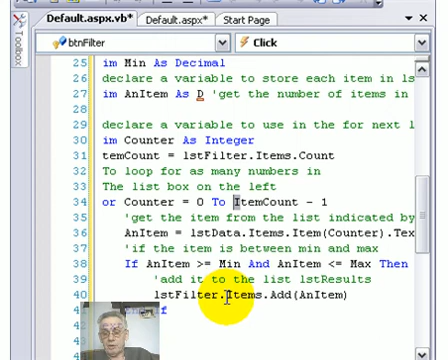 Default.aspx.vb* Default.aspx* Start Page
btnFilter Click
Toolbox
25 im Min As Decimal
26 declare a variable to store each item in ls
27 im AnItem As D 'get the number of items in
28
29 declare a variable to use in the for next l
30 im Counter As Integer
31 temCount = lstFilter.Items.Count
32 To loop for as many numbers in
33 The list box on the left
34 or Counter = 0 To ItemCount - 1
35 'get the item from the list indicated by
36 AnItem = lstData.Items.Item(Counter).Tex
37 'if the item is between min and max
38 If AnItem >= Min And AnItem <= Max Then
39 'add it to the list lstResults
40 lstFilter.Items.Add(AnItem)